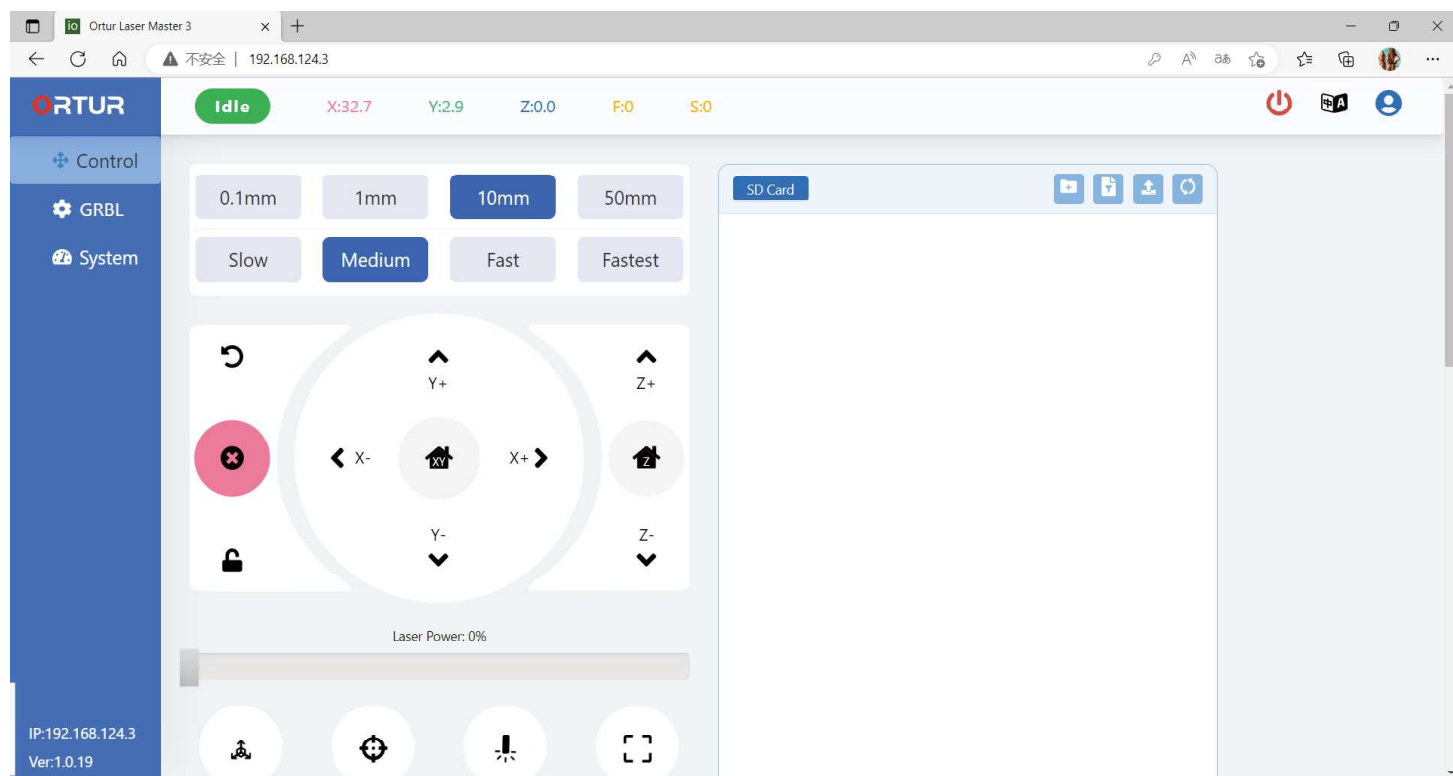 io Ortur Laser Master 3
不安全 | 192.168.124.3
ORTUR
Idle X:32.7 Y:2.9 Z:0.0 F:0 S:0
Control
GRBL
System
0.1mm 1mm 10mm 50mm
Slow Medium Fast Fastest
SD Card
Y+ Z+
X- XY X+ Z
Y- Z-
Laser Power: 0%
IP:192.168.124.3
Ver:1.0.19